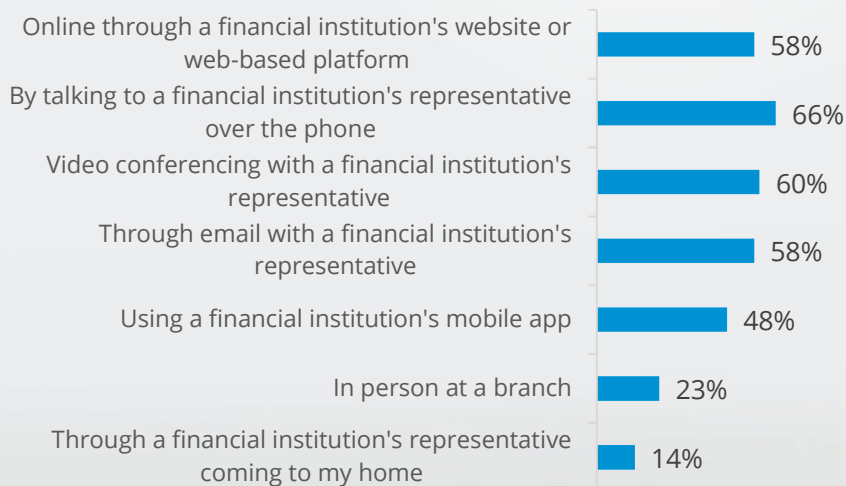 Online through a financial institution's website or
web-based platform
58%
By talking to a financial institution's representative
over the phone
66%
Video conferencing with a financial institution's
representative
60%
Through email with a financial institution's
representative
58%
Using a financial institution's mobile app
48%
In person at a branch
23%
Through a financial institution's representative
coming to my home
14%